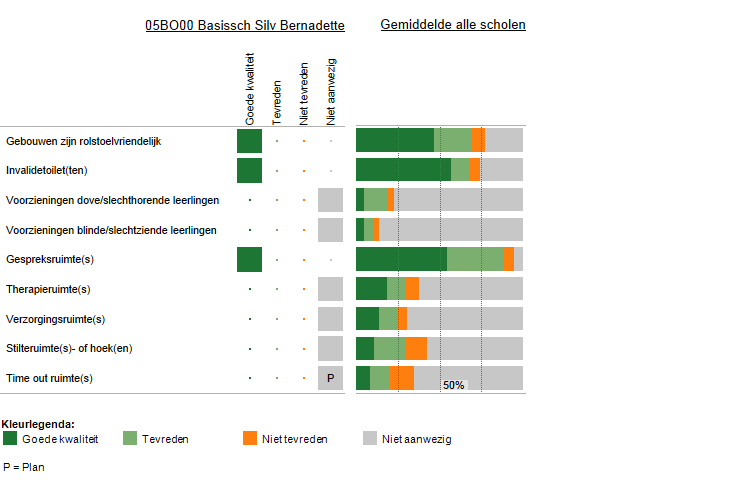 05BO00 Basissch Silv Bernadette
Gemiddelde alle scholen
Goede kwaliteit
Tevreden
Niet tevreden
Niet aanwezig
Gebouwen zijn rolstoelvriendelijk
Invalidetoilet(ten)
Voorzieningen dove/slechthorende leerlingen
Voorzieningen blinde/slechtziende leerlingen
Gespreksruimte(s)
Therapieruimte(s)
Verzorgingsruimte(s)
Stilteruimte(s)- of hoek(en)
Time out ruimte(s)
P
50%
Kleurlegenda:
Goede kwaliteit
Tevreden
Niet tevreden
Niet aanwezig
P = Plan